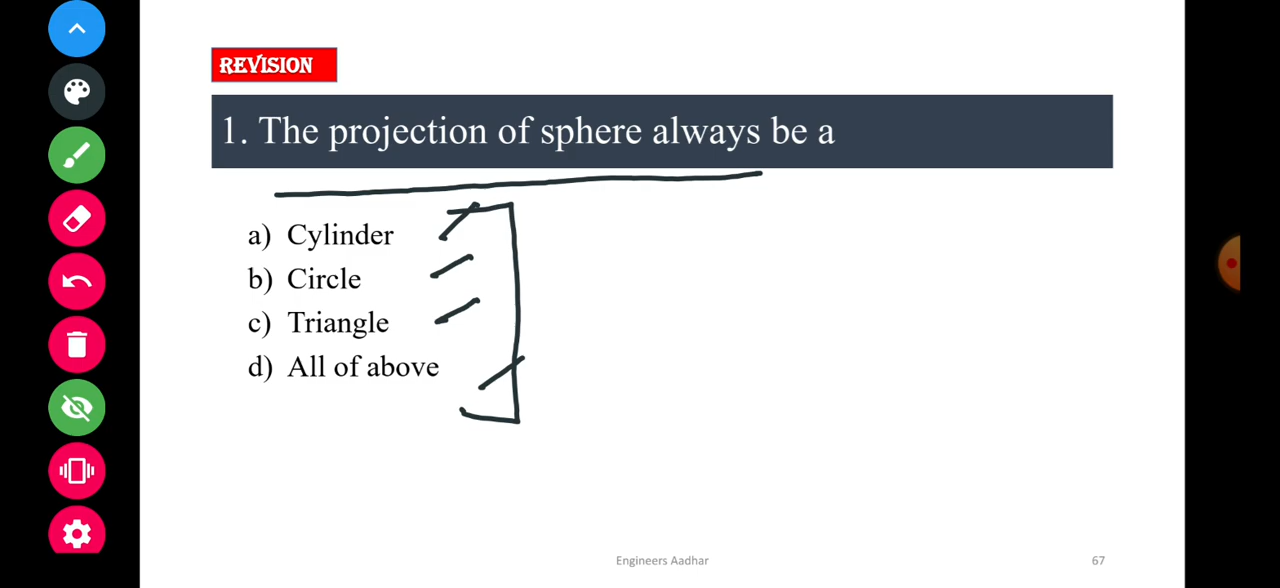 REVISION
1. The projection of sphere always be a
a) Cylinder
b) Circle
c) Triangle
d) All of above
Engineers Aadhar
67